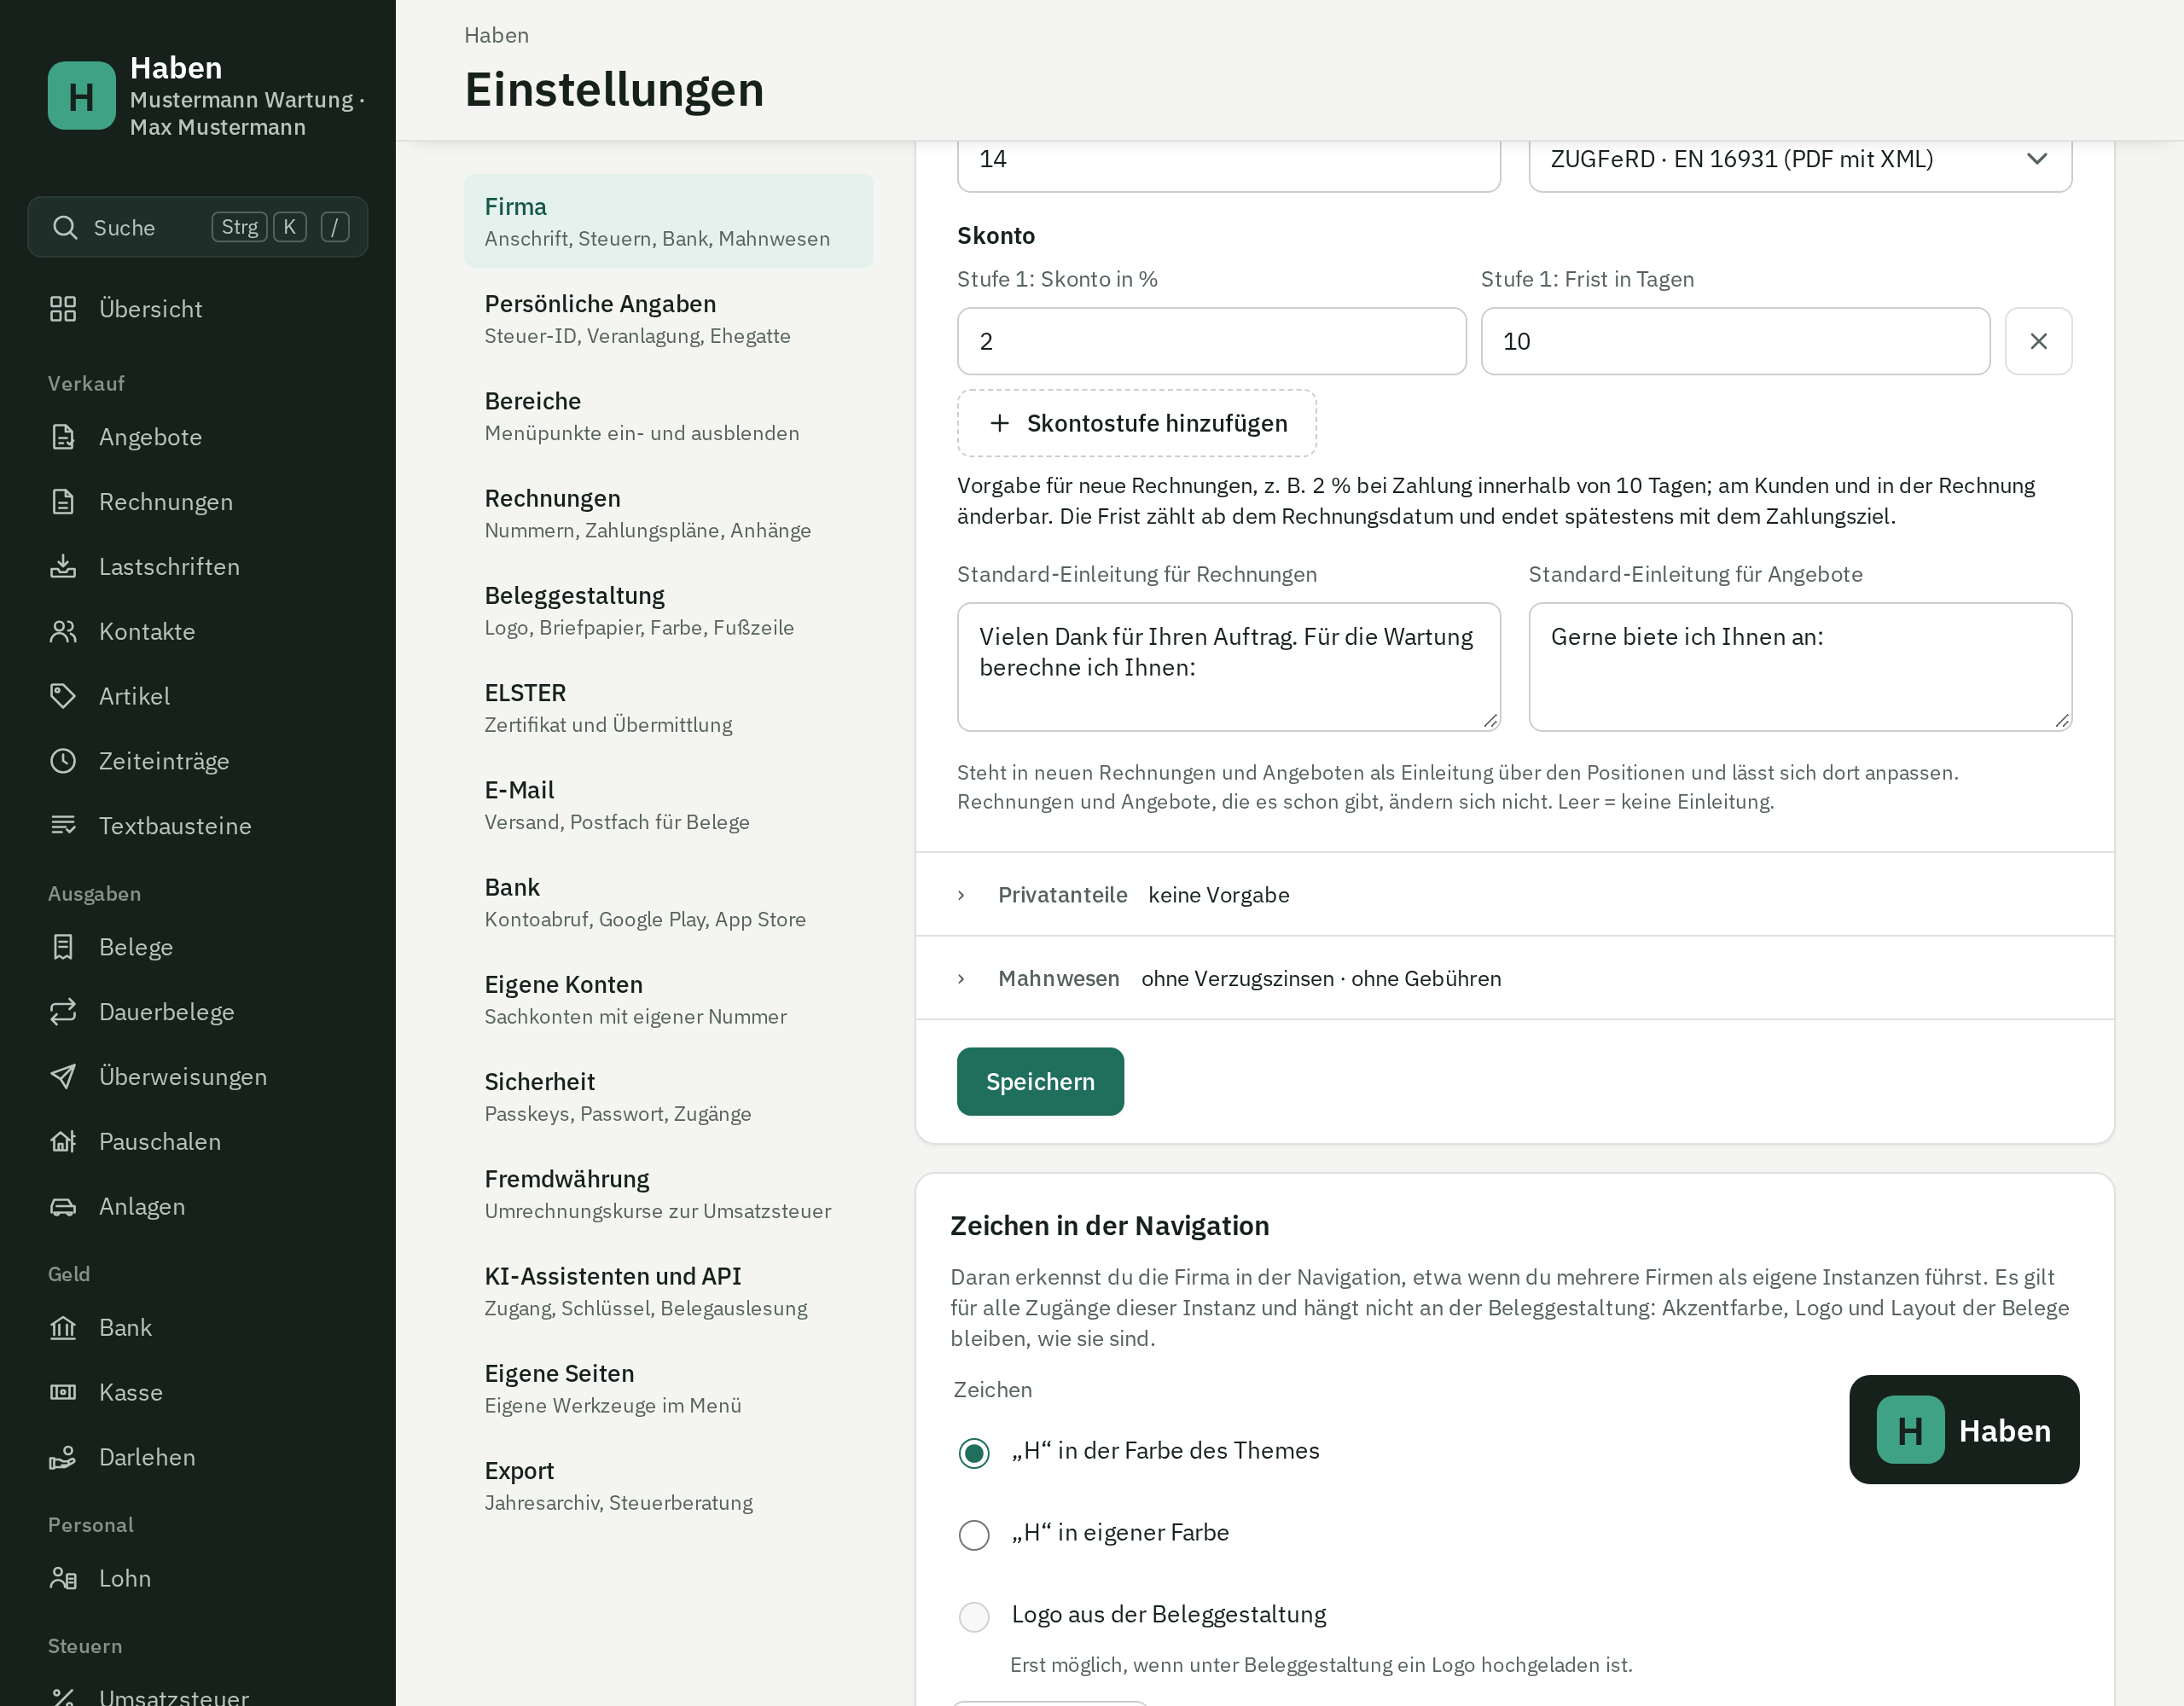 H
Haben
Mustermann Wartung ·
Max Mustermann
Suche Strg K /
Übersicht
Verkauf
Angebote
Rechnungen
Lastschriften
Kontakte
Artikel
Zeiteinträge
Textbausteine
Ausgaben
Belege
Dauerbelege
Überweisungen
Pauschalen
Anlagen
Geld
Bank
Kasse
Darlehen
Personal
Lohn
Steuern
Umsatzsteuer
Haben
Einstellungen
Firma
Anschrift, Steuern, Bank, Mahnwesen
Persönliche Angaben
Steuer-ID, Veranlagung, Ehegatte
Bereiche
Menüpunkte ein- und ausblenden
Rechnungen
Nummern, Zahlungspläne, Anhänge
Beleggestaltung
Logo, Briefpapier, Farbe, Fußzeile
ELSTER
Zertifikat und Übermittlung
E-Mail
Versand, Postfach für Belege
Bank
Kontoabruf, Google Play, App Store
Eigene Konten
Sachkonten mit eigener Nummer
Sicherheit
Passkeys, Passwort, Zugänge
Fremdwährung
Umrechnungskurse zur Umsatzsteuer
KI-Assistenten und API
Zugang, Schlüssel, Belegauslesung
Eigene Seiten
Eigene Werkzeuge im Menü
Export
Jahresarchiv, Steuerberatung
14
ZUGFeRD · EN 16931 (PDF mit XML)
Skonto
Stufe 1: Skonto in %
Stufe 1: Frist in Tagen
2
10
Skontostufe hinzufügen
Vorgabe für neue Rechnungen, z. B. 2 % bei Zahlung innerhalb von 10 Tagen; am Kunden und in der Rechnung
änderbar. Die Frist zählt ab dem Rechnungsdatum und endet spätestens mit dem Zahlungsziel.
Standard-Einleitung für Rechnungen
Vielen Dank für Ihren Auftrag. Für die Wartung
berechne ich Ihnen:
Standard-Einleitung für Angebote
Gerne biete ich Ihnen an:
Steht in neuen Rechnungen und Angeboten als Einleitung über den Positionen und lässt sich dort anpassen.
Rechnungen und Angebote, die es schon gibt, ändern sich nicht. Leer = keine Einleitung.
Privatanteile keine Vorgabe
Mahnwesen ohne Verzugszinsen · ohne Gebühren
Speichern
Zeichen in der Navigation
Daran erkennst du die Firma in der Navigation, etwa wenn du mehrere Firmen als eigene Instanzen führst. Es gilt
für alle Zugänge dieser Instanz und hängt nicht an der Beleggestaltung: Akzentfarbe, Logo und Layout der Belege
bleiben, wie sie sind.
Zeichen
„H“ in der Farbe des Themes
„H“ in eigener Farbe
Logo aus der Beleggestaltung
Erst möglich, wenn unter Beleggestaltung ein Logo hochgeladen ist.
H Haben